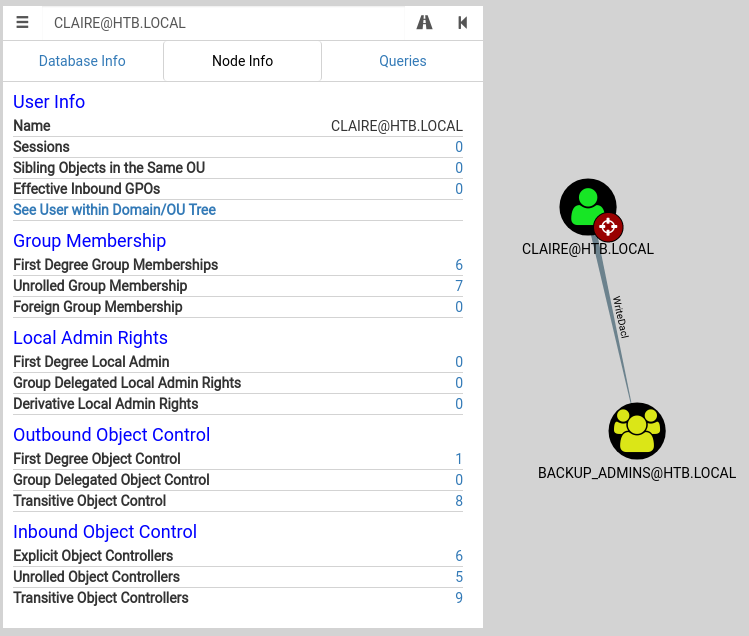 CLAIRE@HTB.LOCAL
Database Info Node Info Queries
User Info
Name CLAIRE@HTB.LOCAL
Sessions 0
Sibling Objects in the Same OU 0
Effective Inbound GPOs 0
See User within Domain/OU Tree
Group Membership
First Degree Group Memberships 6
Unrolled Group Membership 7
Foreign Group Membership 0
Local Admin Rights
First Degree Local Admin 0
Group Delegated Local Admin Rights 0
Derivative Local Admin Rights 0
Outbound Object Control
First Degree Object Control 1
Group Delegated Object Control 0
Transitive Object Control 8
Inbound Object Control
Explicit Object Controllers 6
Unrolled Object Controllers 5
Transitive Object Controllers 9
CLAIRE@HTB.LOCAL
WriteDacl
BACKUP_ADMINS@HTB.LOCAL